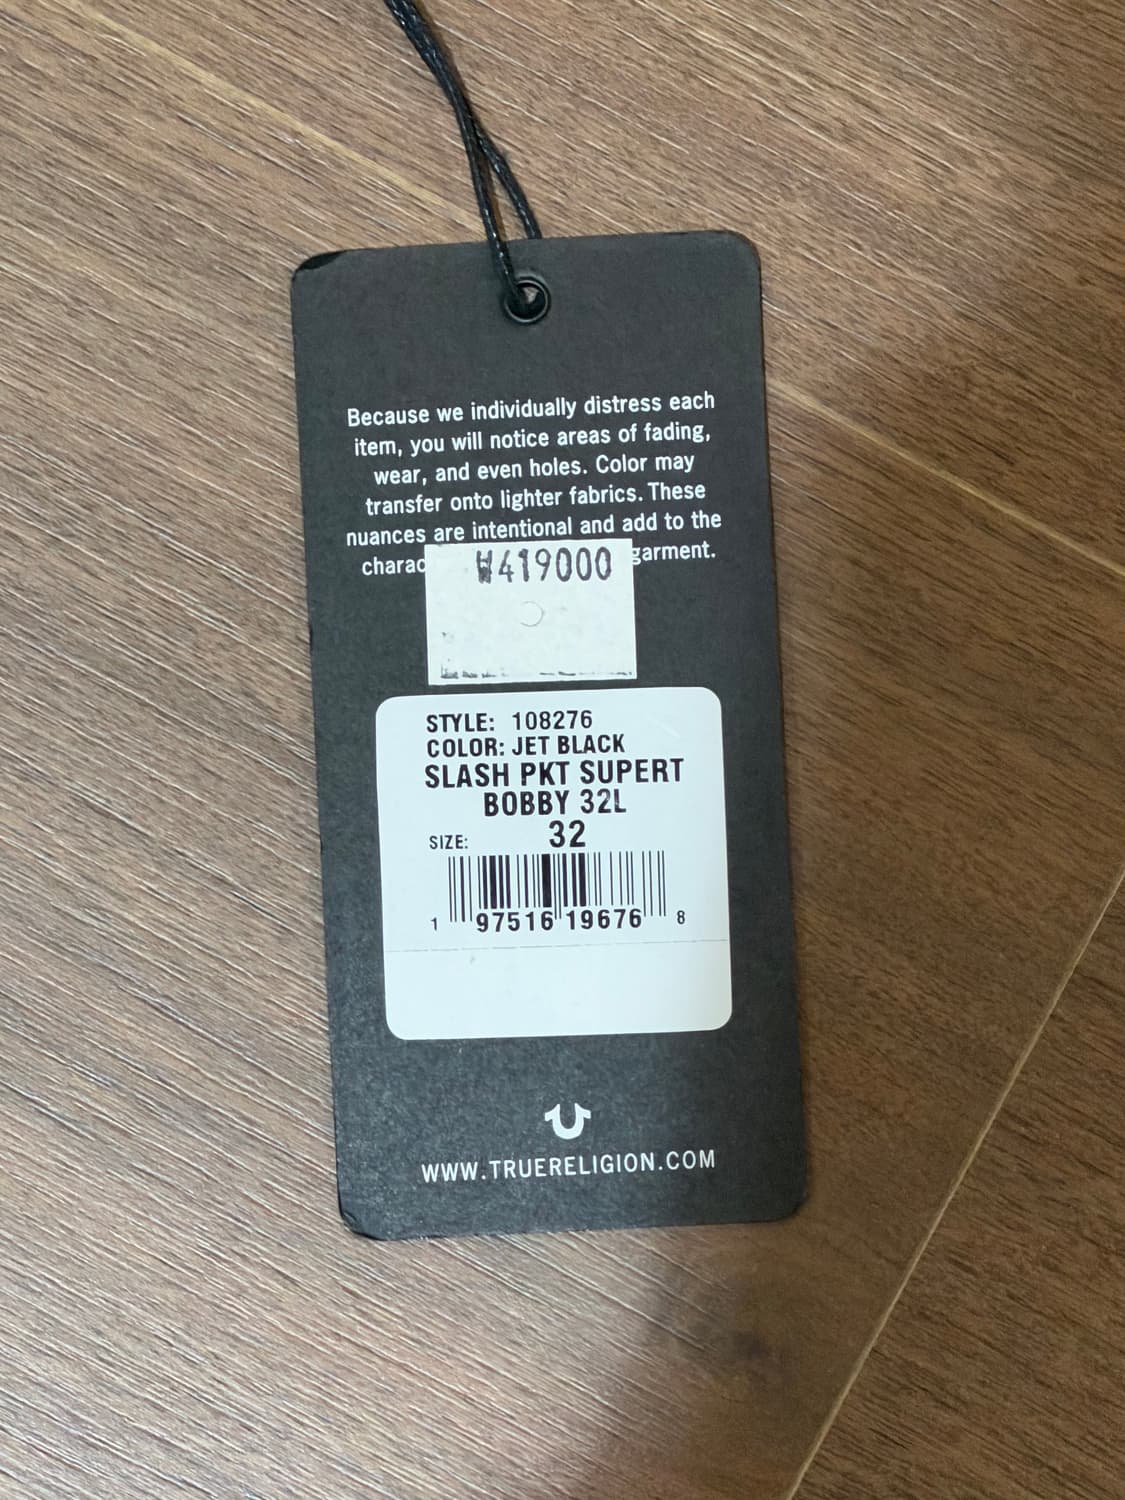 Because we individually distress each
item, you will notice areas of fading,
wear, and even holes. Color may
transfer onto lighter fabrics. These
nuances are intentional and add to the
charac garment.
₩419000
STYLE: 108276
COLOR: JET BLACK
SLASH PKT SUPERT
BOBBY 32L
SIZE: 32
1 97516 19676 8
WWW.TRUERELIGION.COM